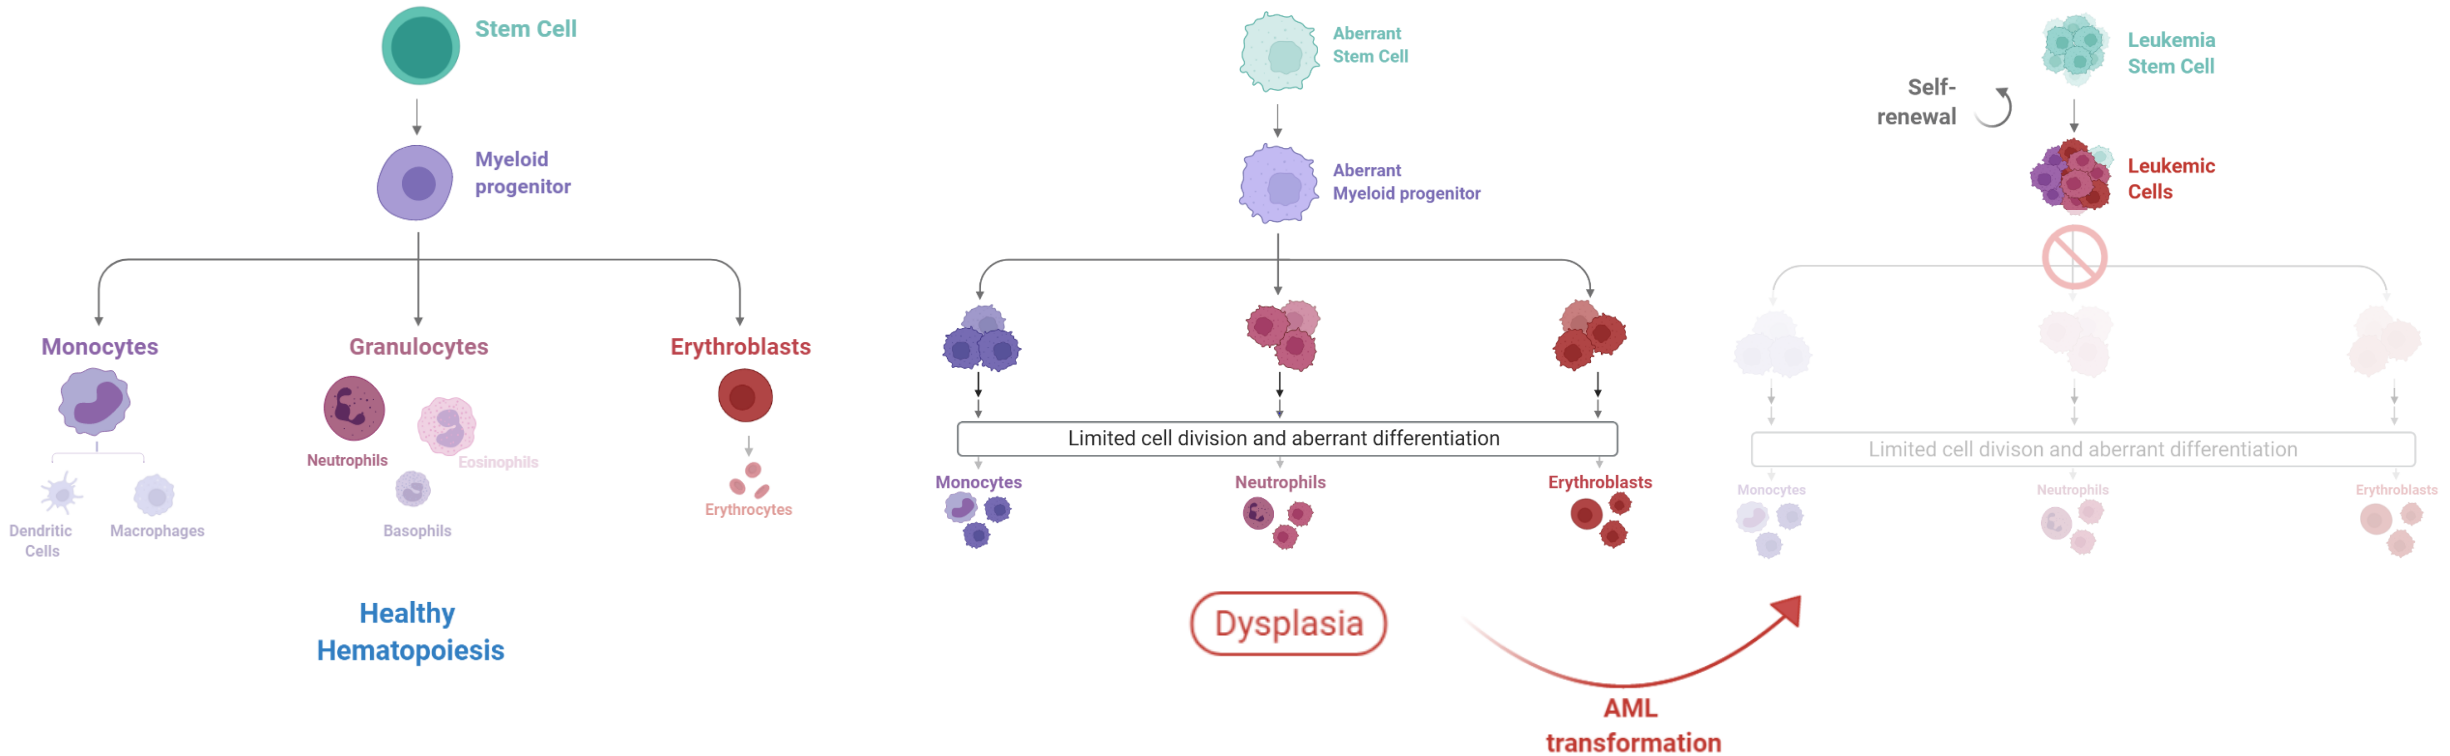 Stem Cell
Myeloid
progenitor
Monocytes
Granulocytes
Erythroblasts
Neutrophils
Eosinophils
Dendritic
Cells
Macrophages
Basophils
Erythrocytes
Healthy
Hematopoiesis
Aberrant
Stem Cell
Aberrant
Myeloid progenitor
Limited cell division and aberrant differentiation
Monocytes
Neutrophils
Erythroblasts
Dysplasia
AML
transformation
Leukemia
Stem Cell
Self-
renewal
Leukemic
Cells
Limited cell divison and aberrant differentiation
Monocytes
Neutrophils
Erythroblasts